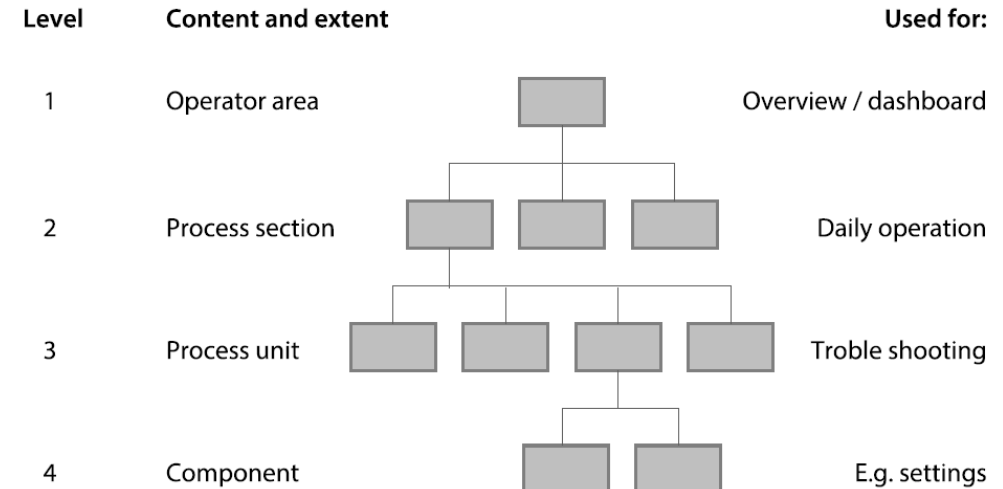 Level Content and extent Used for:
1 Operator area Overview / dashboard
2 Process section Daily operation
3 Process unit Troble shooting
4 Component E.g. settings